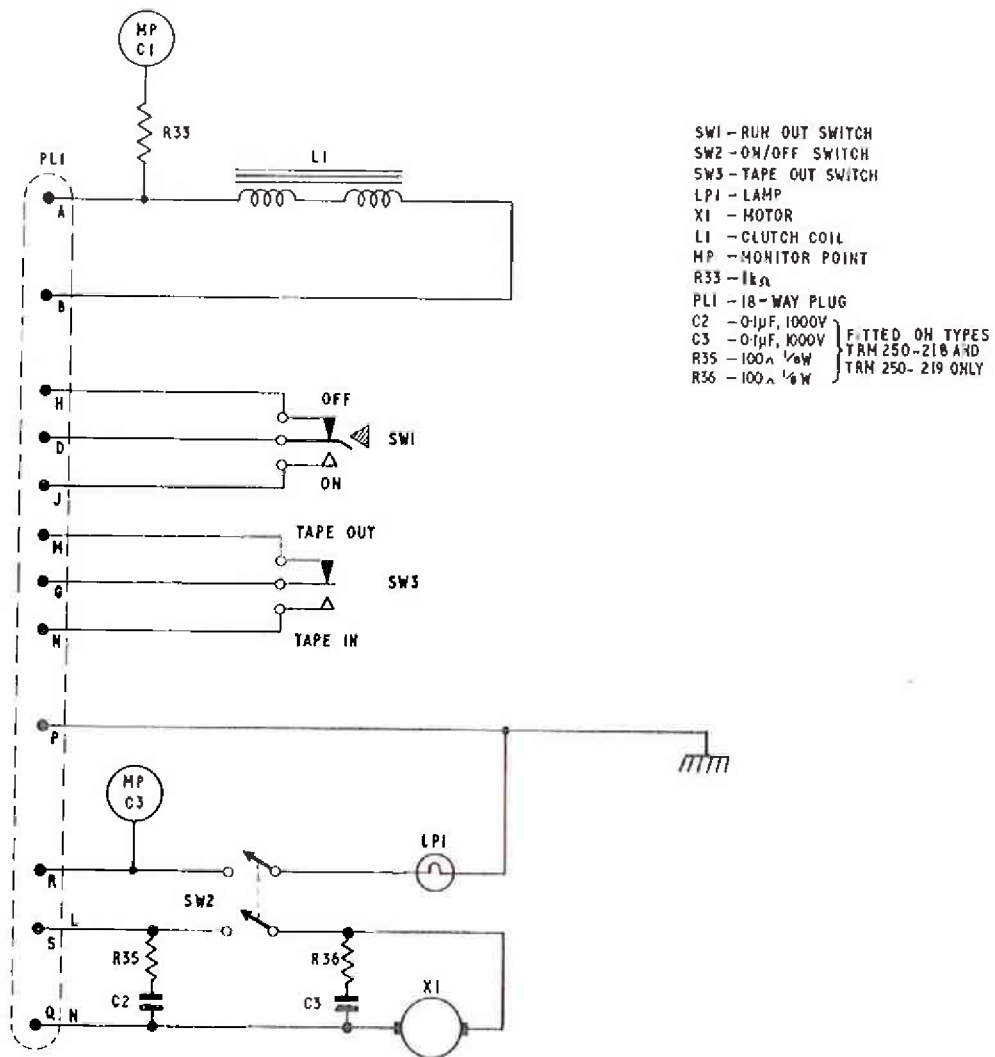 MP
C1
R33
PL1
L1
A
B
H
OFF
D
SW1
J
ON
M
TAPE OUT
G
SW3
N
TAPE IN
P
MP
C3
LP1
R
SW2
S L
R35
R36
C2
C3
X1
Q N
SW1 - RUN OUT SWITCH
SW2 - ON/OFF SWITCH
SW3 - TAPE OUT SWITCH
LP1 - LAMP
X1 - MOTOR
L1 - CLUTCH COIL
MP - MONITOR POINT
R33 - 1kΩ
PL1 - 18-WAY PLUG
C2 - 0·1µF, 1000V
C3 - 0·1µF, 1000V
R35 - 100Ω 1/8W
R36 - 100Ω 1/8W
FITTED ON TYPES
TRM 250-218 AND
TRM 250-219 ONLY